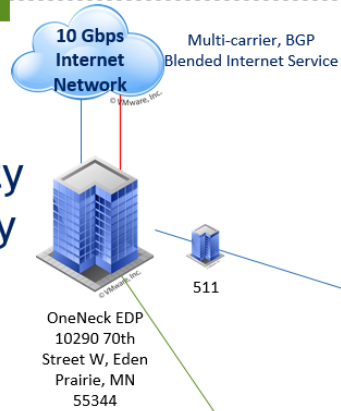 10 Gbps
Internet
Network
Multi-carrier, BGP
Blended Internet Service
© VMware, Inc.
ty
y
© VMware, Inc.
511
OneNeck EDP
10290 70th
Street W, Eden
Prairie, MN
55344